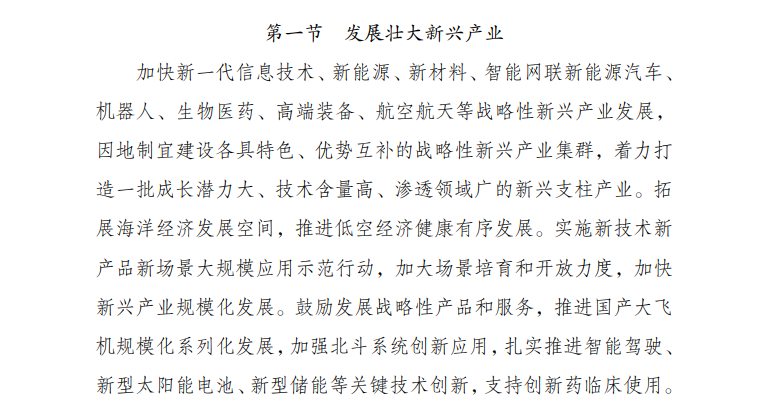 第一节　发展壮大新兴产业
加快新一代信息技术、新能源、新材料、智能网联新能源汽车、
机器人、生物医药、高端装备、航空航天等战略性新兴产业发展，
因地制宜建设各具特色、优势互补的战略性新兴产业集群，着力打
造一批成长潜力大、技术含量高、渗透领域广的新兴支柱产业。拓
展海洋经济发展空间，推进低空经济健康有序发展。实施新技术新
产品新场景大规模应用示范行动，加大场景培育和开放力度，加快
新兴产业规模化发展。鼓励发展战略性产品和服务，推进国产大飞
机规模化系列化发展，加强北斗系统创新应用，扎实推进智能驾驶、
新型太阳能电池、新型储能等关键技术创新，支持创新药临床使用。